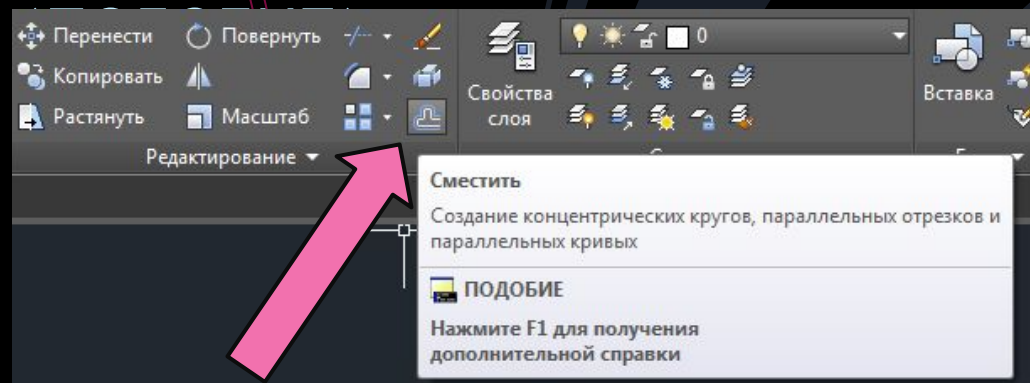 Перенести Повернуть
0
Копировать
Свойства слоя
Вставка
Растянуть Масштаб
Редактирование
Сместить
Создание концентрических кругов, параллельных отрезков и
параллельных кривых
ПОДОБИЕ
Нажмите F1 для получения
дополнительной справки